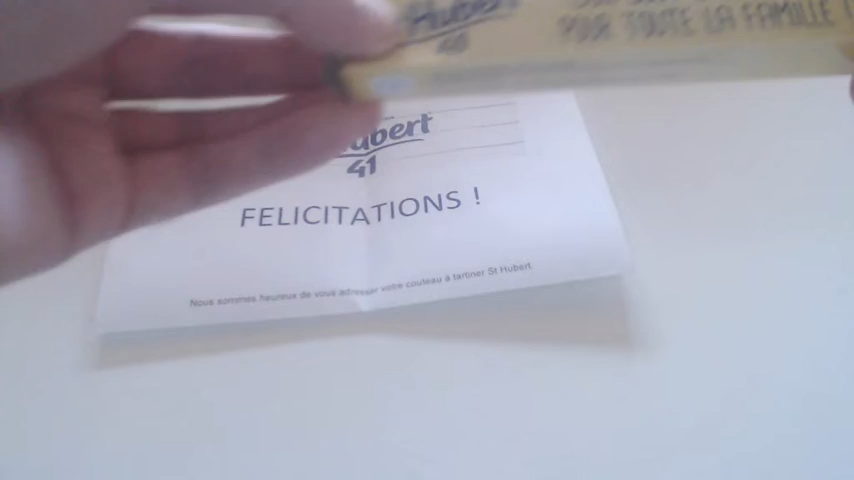 Hubert
POUR TOUTE LA FAMILLE !
ubert
41
FELICITATIONS !
Nous sommes heureux de vous adresser votre couteau à tartiner St Hubert